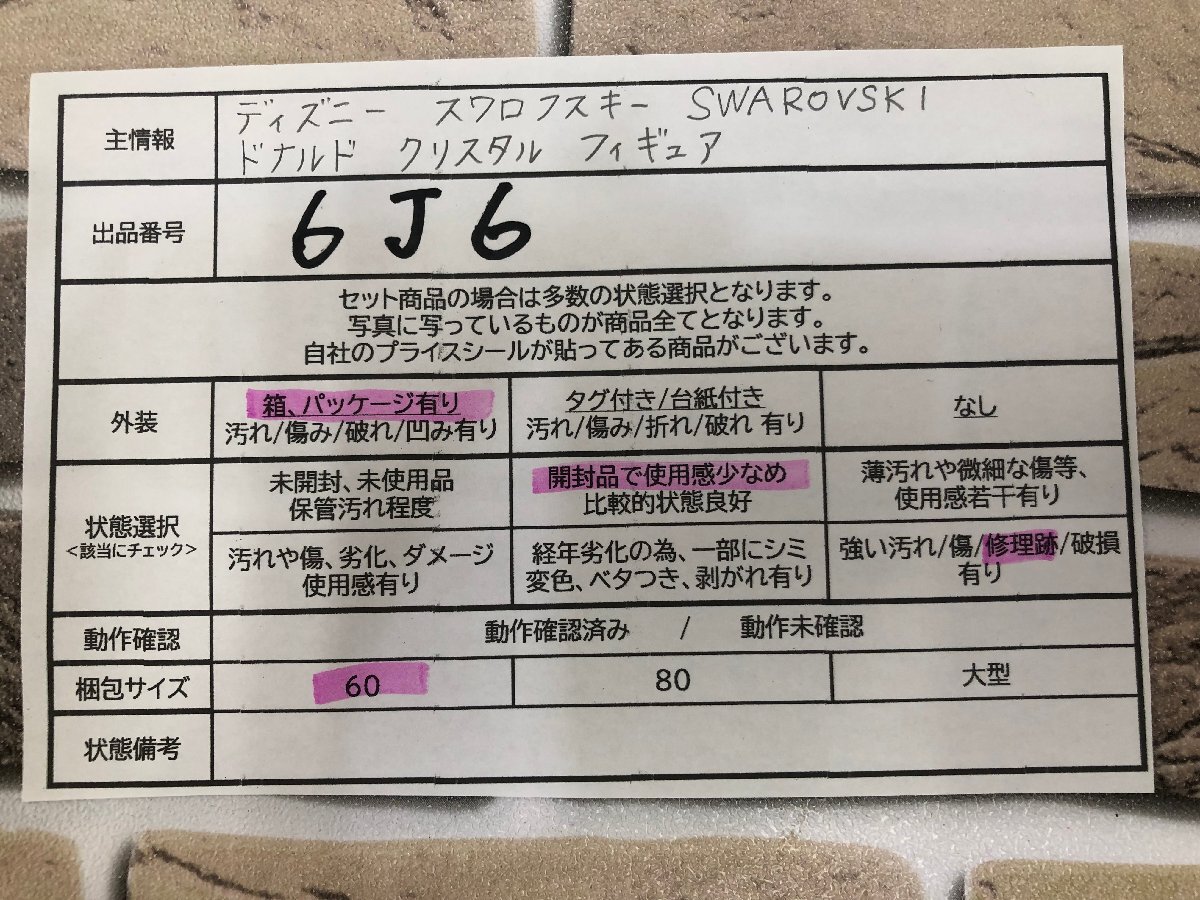 主情報
ディズニー スワロフスキー SWAROVSKI
ドナルド クリスタル フィギュア
出品番号
6J6
セット商品の場合は多数の状態選択となります。
写真に写っているものが商品全てとなります。
自社のプライスシールが貼ってある商品がございます。
外装
箱、パッケージ有り
汚れ/傷み/破れ/凹み有り
タグ付き/台紙付き
汚れ/傷み/折れ/破れ 有り
なし
状態選択
<該当にチェック>
未開封、未使用品
保管汚れ程度
開封品で使用感少なめ
比較的状態良好
薄汚れや微細な傷等、
使用感若干有り
汚れや傷、劣化、ダメージ
使用感有り
経年劣化の為、一部にシミ
変色、ベタつき、剥がれ有り
強い汚れ/傷/修理跡/破損
有り
動作確認
動作確認済み / 動作未確認
梱包サイズ
60
80
大型
状態備考